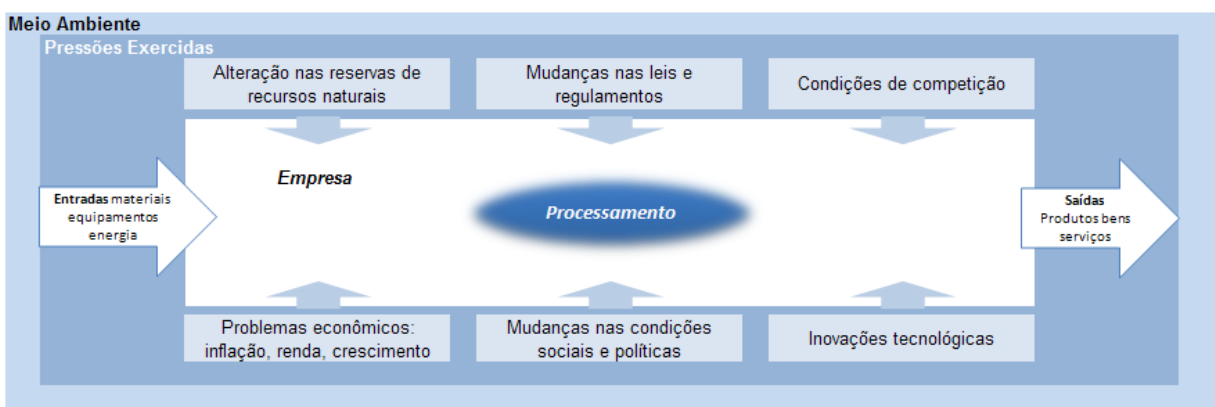 Meio Ambiente
Pressões Exercidas
Alteração nas reservas de
recursos naturais
Mudanças nas leis e
regulamentos
Condições de competição
Empresa
Processamento
Entradas materiais
equipamentos
energia
Saídas
Produtos bens
serviços
Problemas econômicos:
inflação, renda, crescimento
Mudanças nas condições
sociais e políticas
Inovações tecnológicas